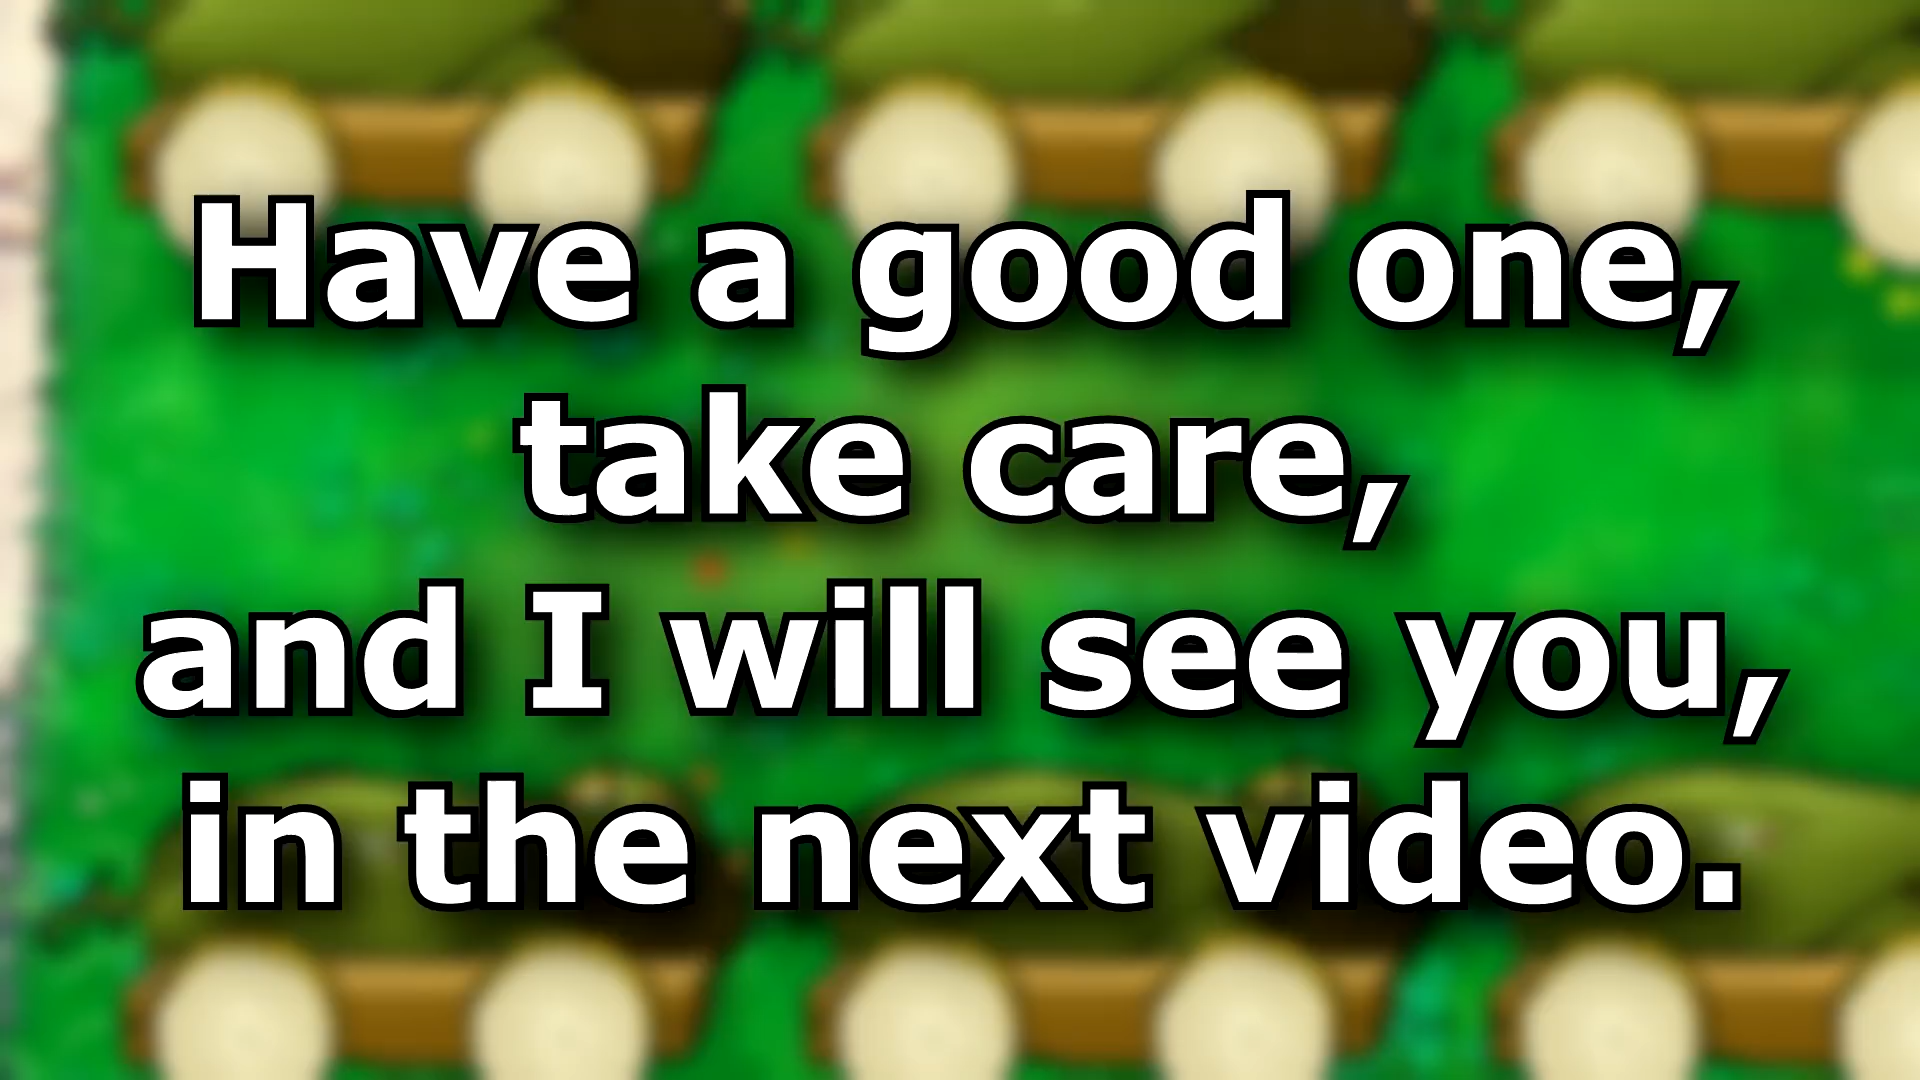 Have a good one,
take care,
and I will see you,
in the next video.